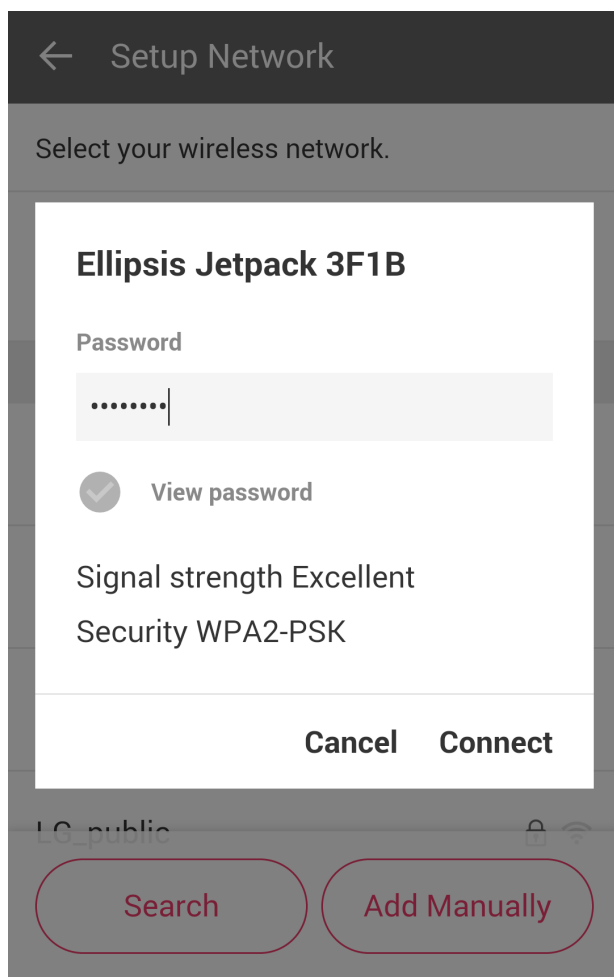 Setup Network
Select your wireless network.
Ellipsis Jetpack 3F1B
Password
••••••••
View password
Signal strength Excellent
Security WPA2-PSK
Cancel Connect
LG_public
Search Add Manually